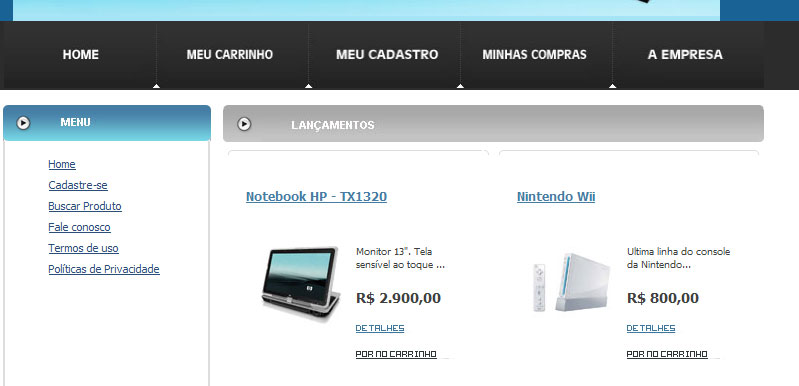 HOME
MEU CARRINHO
MEU CADASTRO
MINHAS COMPRAS
A EMPRESA
MENU
Home
Cadastre-se
Buscar Produto
Fale conosco
Termos de uso
Políticas de Privacidade
LANÇAMENTOS
Notebook HP - TX1320
Monitor 13". Tela
sensível ao toque ...
R$ 2.900,00
DETALHES
POR NO CARRINHO
Nintendo Wii
Ultima linha do console
da Nintendo...
R$ 800,00
DETALHES
POR NO CARRINHO